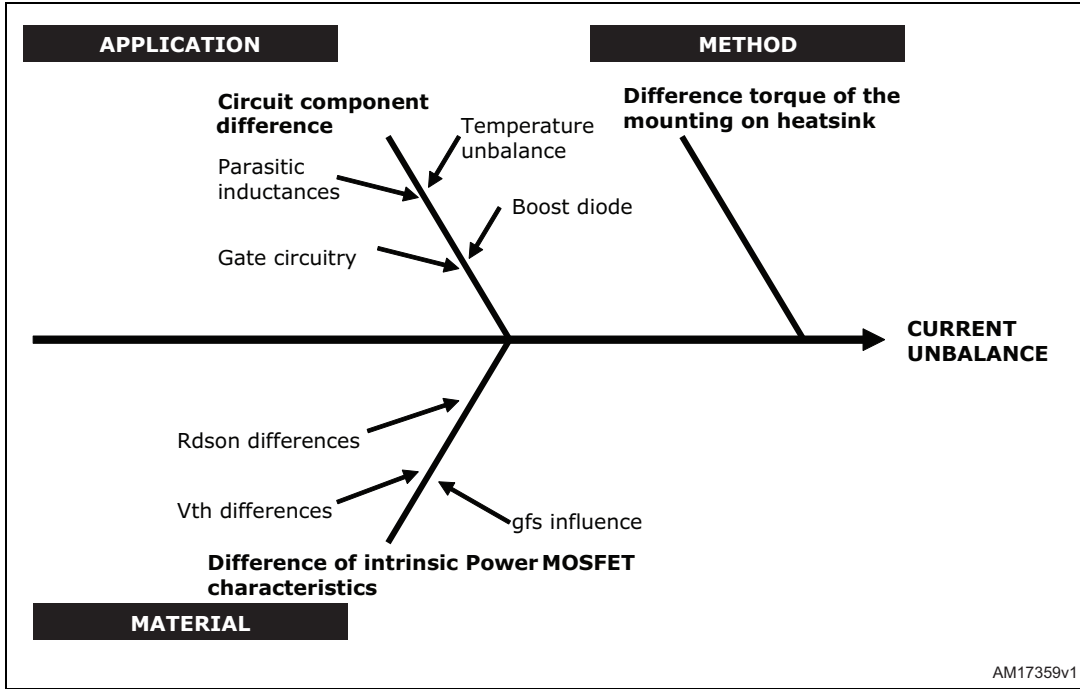 APPLICATION
METHOD
Circuit component
difference
Difference torque of the
mounting on heatsink
Temperature
unbalance
Parasitic
inductances
Boost diode
Gate circuitry
CURRENT
UNBALANCE
Rdson differences
Vth differences
gfs influence
Difference of intrinsic Power MOSFET
characteristics
MATERIAL
AM17359v1